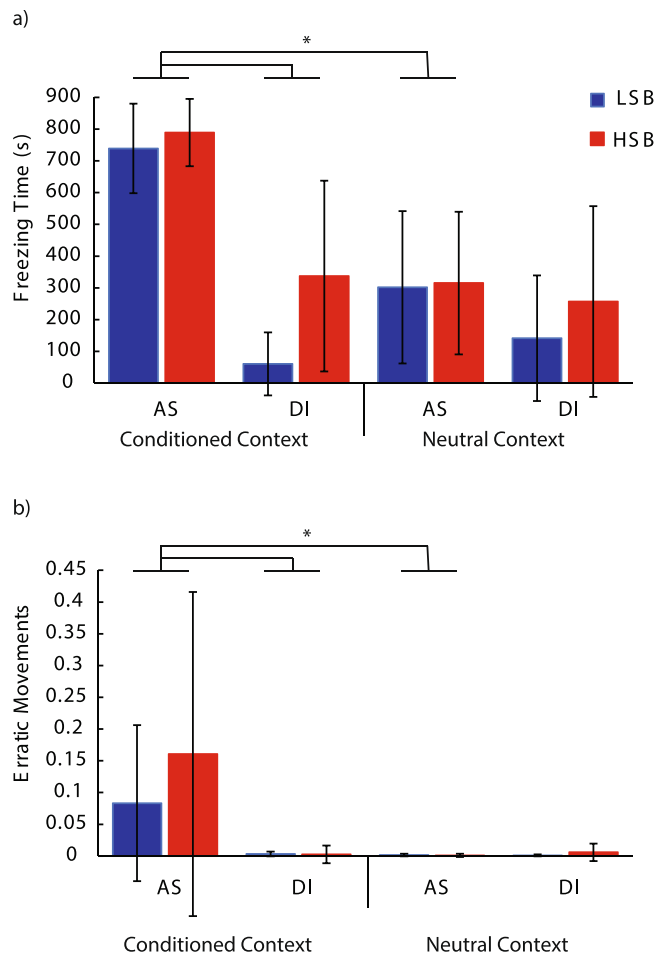 a)
*
LSB
HSB
Freezing Time (s)
900
800
700
600
500
400
300
200
100
0
AS DI AS DI
Conditioned Context Neutral Context
b)
*
Erratic Movements
0.45
0.4
0.35
0.3
0.25
0.2
0.15
0.1
0.05
0
AS DI AS DI
Conditioned Context Neutral Context